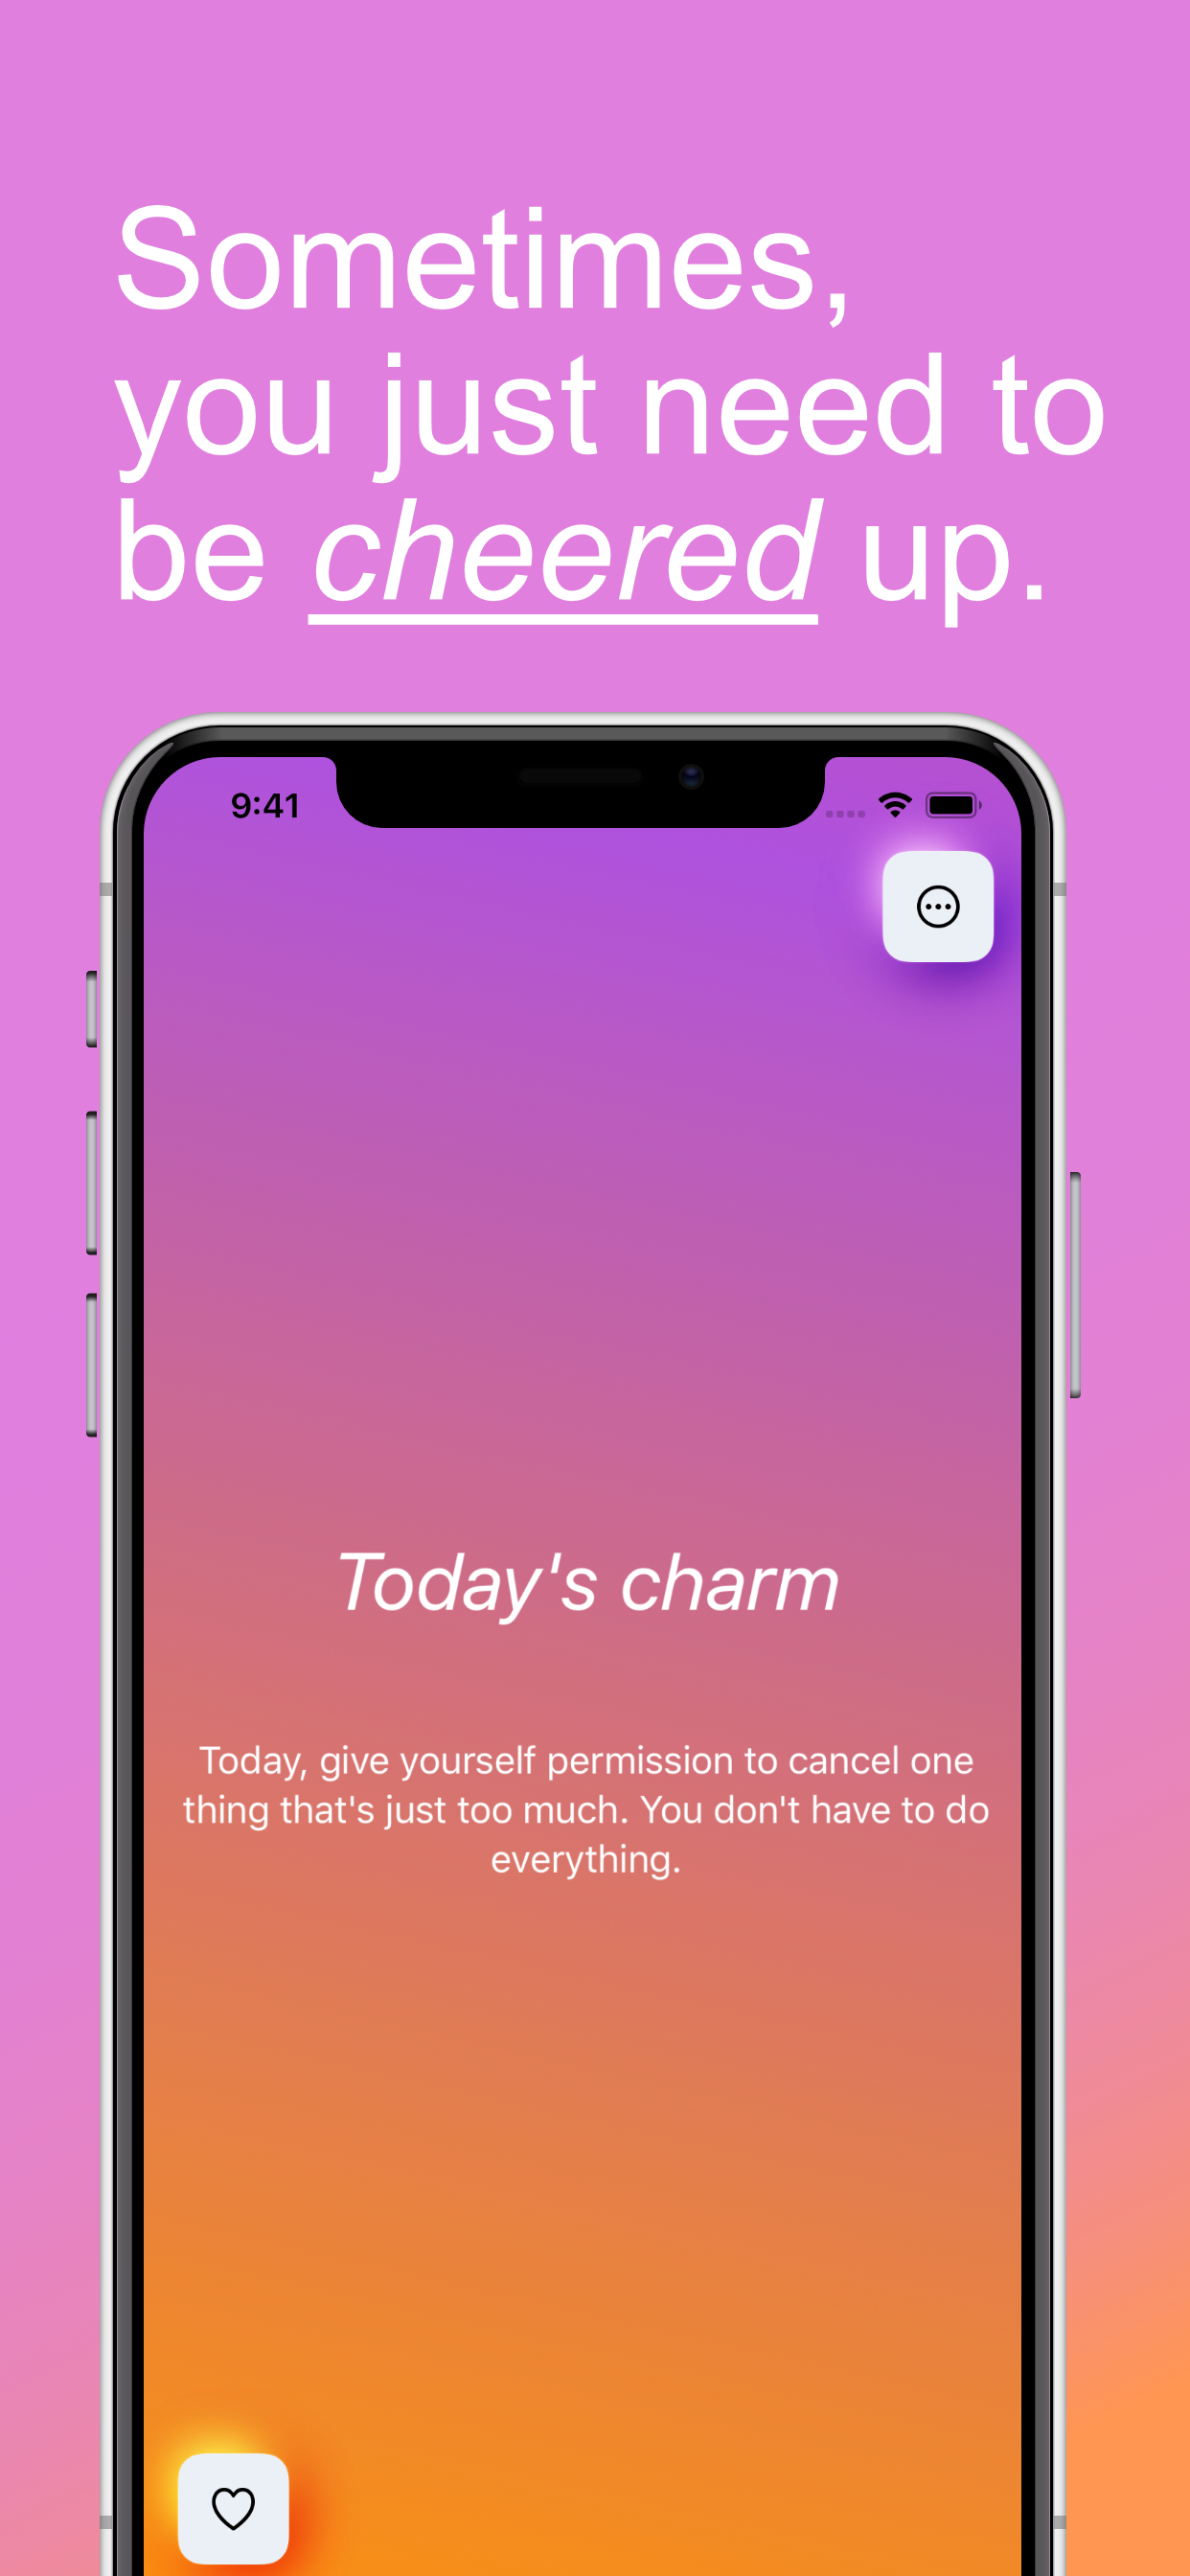 Sometimes,
you just need to
be cheered up.
9:41
Today's charm
Today, give yourself permission to cancel one
thing that's just too much. You don't have to do
everything.